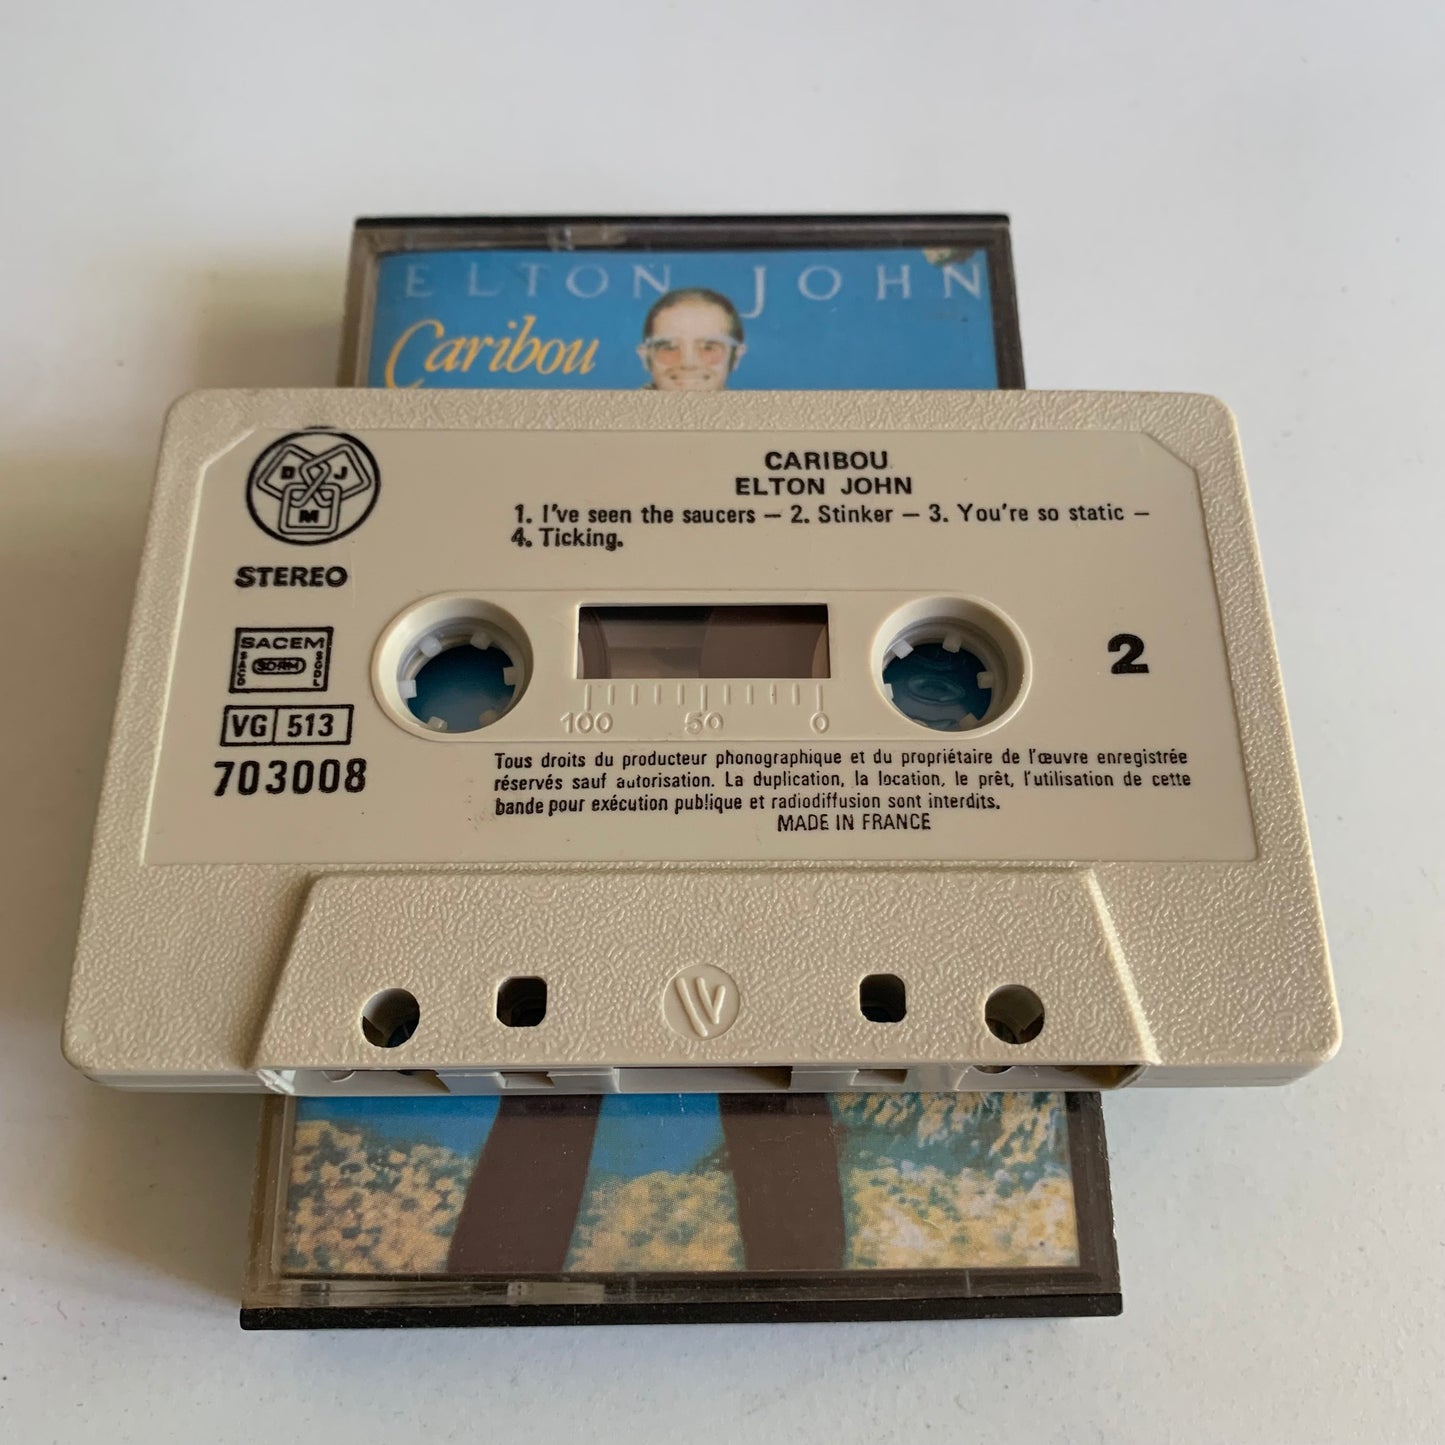 ELTON JOHN
Caribou
D J
M
CARIBOU
ELTON JOHN
1. I've seen the saucers – 2. Stinker – 3. You're so static –
4. Ticking.
STEREO
SACEM
SACD SDRM SGDL
2
VG 513
703008
100 50 0
Tous droits du producteur phonographique et du propriétaire de l'œuvre enregistrée
réservés sauf autorisation. La duplication, la location, le prêt, l'utilisation de cette
bande pour exécution publique et radiodiffusion sont interdits.
MADE IN FRANCE